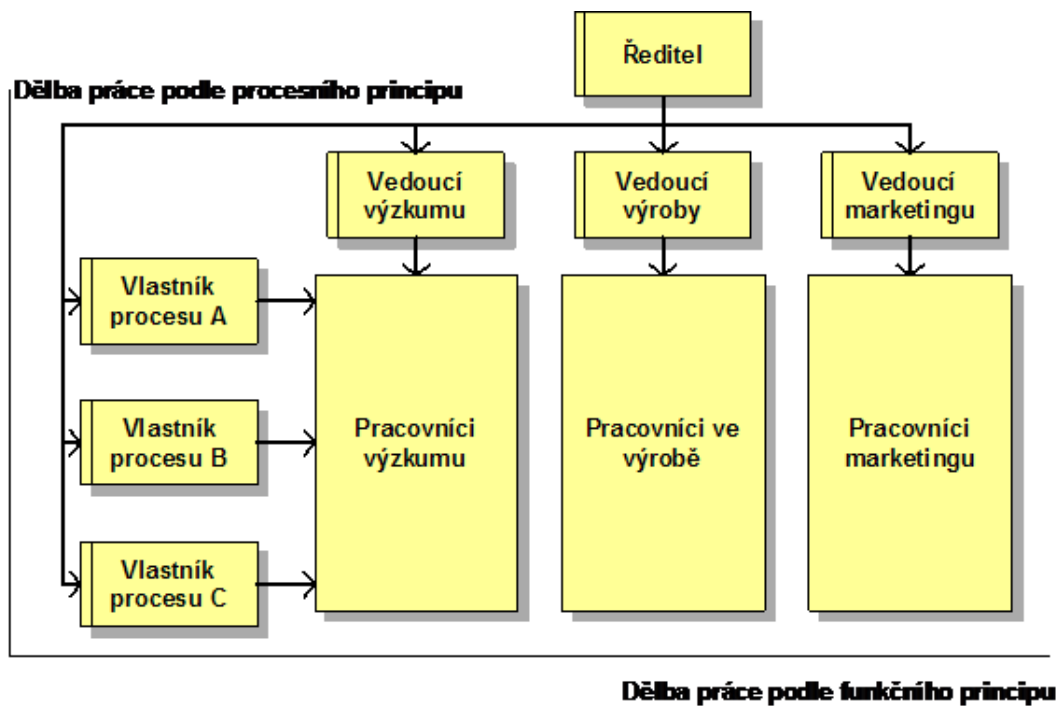 Ředitel
Dělba práce podle procesního principu
Vedoucí
výzkumu
Vedoucí
výroby
Vedoucí
marketingu
Vlastník
procesu A
Vlastník
procesu B
Vlastník
procesu C
Pracovníci
výzkumu
Pracovníci ve
výrobě
Pracovníci
marketingu
Dělba práce podle funkčního principu